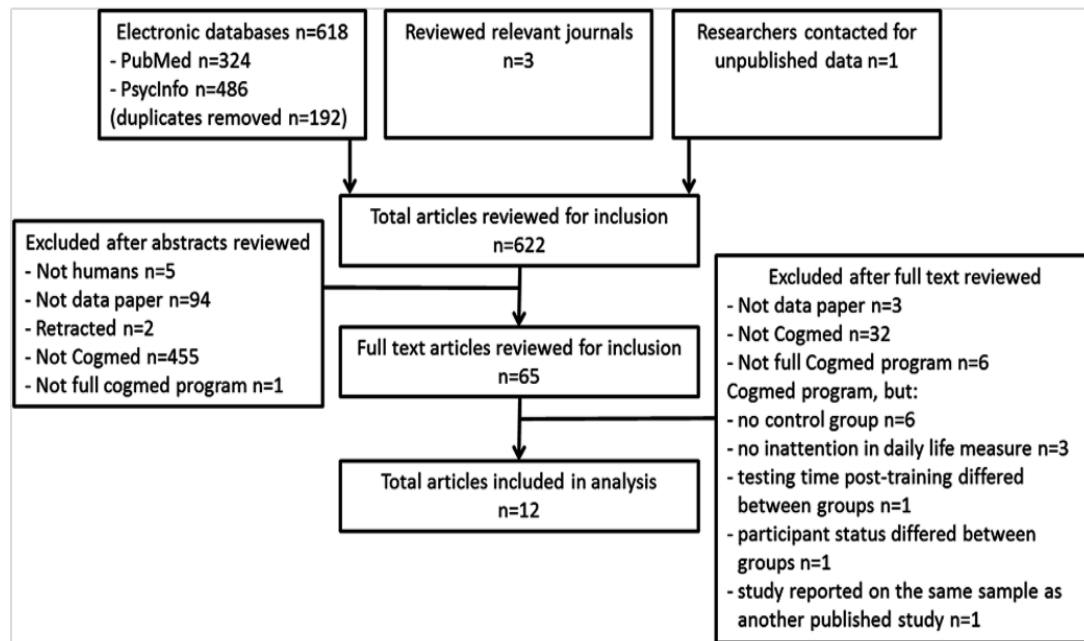 Electronic databases n=618
- PubMed n=324
- PsycInfo n=486
(duplicates removed n=192)
Reviewed relevant journals
n=3
Researchers contacted for
unpublished data n=1
Total articles reviewed for inclusion
n=622
Excluded after abstracts reviewed
- Not humans n=5
- Not data paper n=94
- Retracted n=2
- Not Cogmed n=455
- Not full cogmed program n=1
Full text articles reviewed for inclusion
n=65
Excluded after full text reviewed
- Not data paper n=3
- Not Cogmed n=32
- Not full Cogmed program n=6
Cogmed program, but:
- no control group n=6
- no inattention in daily life measure n=3
- testing time post-training differed
between groups n=1
- participant status differed between
groups n=1
- study reported on the same sample as
another published study n=1
Total articles included in analysis
n=12